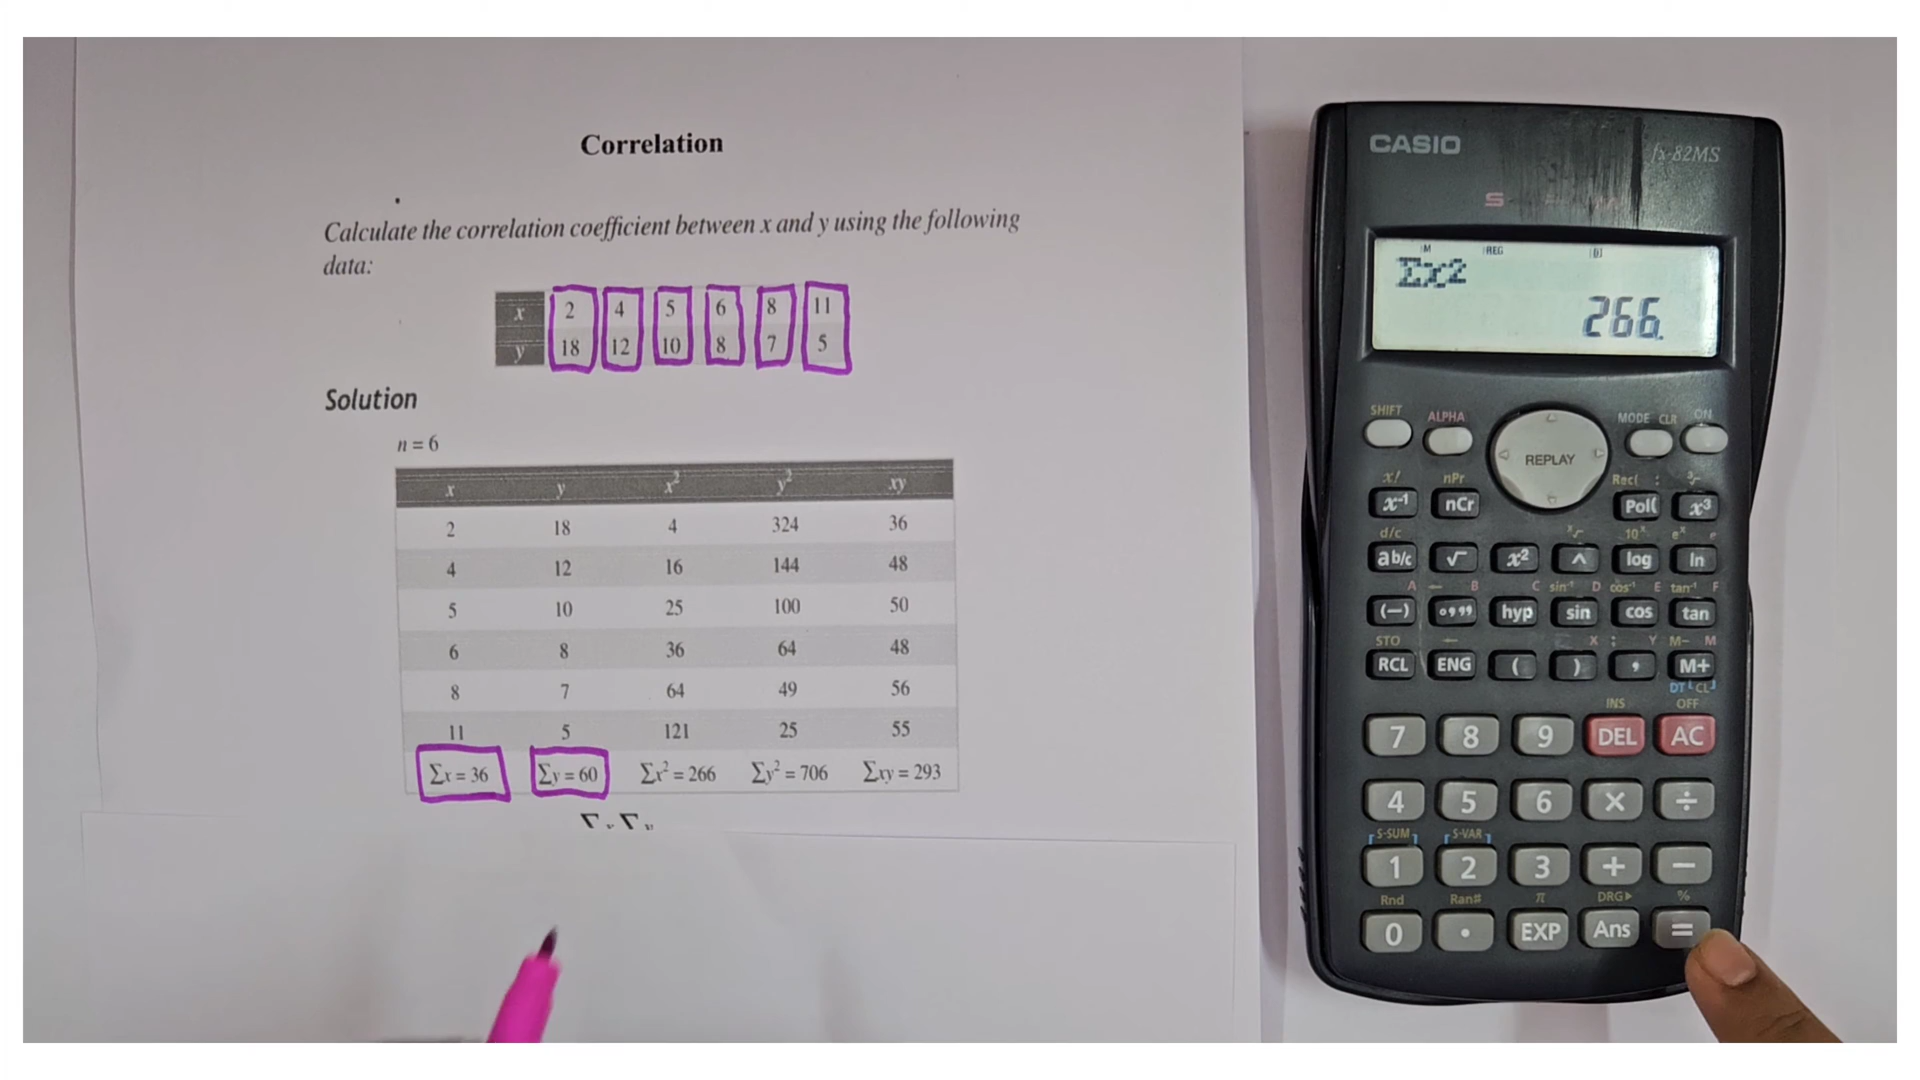 Correlation
Calculate the correlation coefficient between x and y using the following
data:
x 2 4 5 6 8 11
y 18 12 10 8 7 5
Solution
n = 6
x y x² y² xy
2 18 4 324 36
4 12 16 144 48
5 10 25 100 50
6 8 36 64 48
8 7 64 49 56
11 5 121 25 55
∑x = 36 ∑y = 60 ∑x² = 266 ∑y² = 706 ∑xy = 293
CASIO
fx-82MS
M REG D
Σx²
266.
SHIFT ALPHA MODE CLR ON
REPLAY
x! nPr Rec( : ³√
x⁻¹ nCr Pol( x³
d/c ˣ√ 10ˣ eˣ e
ab/c √ x² ^ log ln
A ← B C sin⁻¹ D cos⁻¹ E tan⁻¹ F
(−) °’” hyp sin cos tan
STO ← X ; Y M− M
RCL ENG ( ) , M+
DT CL
INS OFF
7 8 9 DEL AC
4 5 6 × ÷
S-SUM S-VAR
1 2 3 + −
Rnd Ran# π DRG▶ %
0 . EXP Ans =